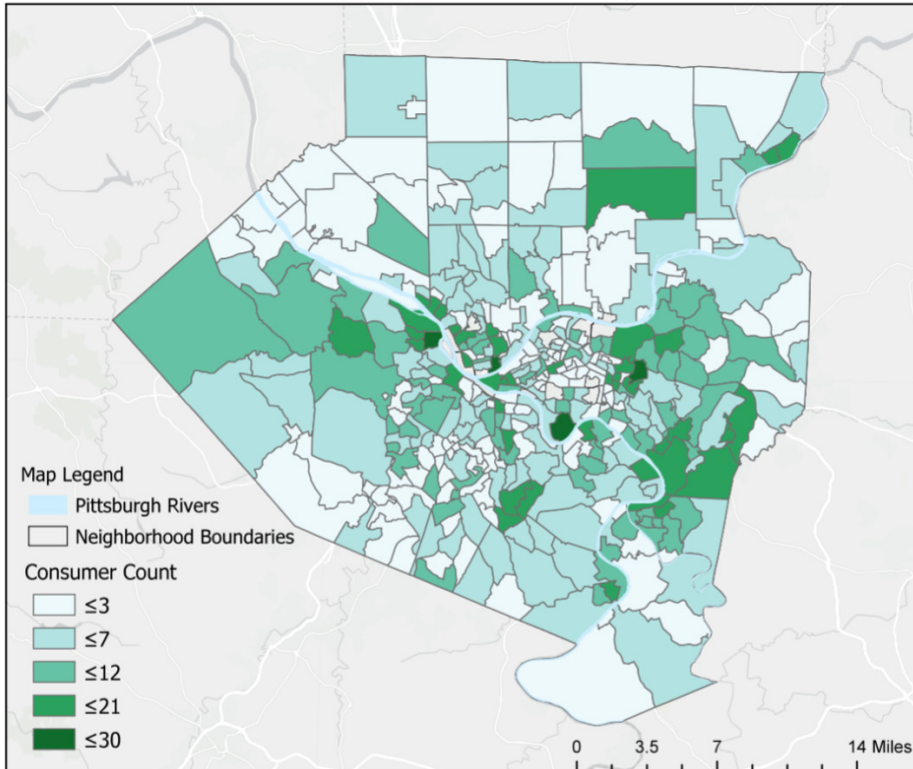 Map Legend
Pittsburgh Rivers
Neighborhood Boundaries
Consumer Count
≤3
≤7
≤12
≤21
≤30
0 3.5 7 14 Miles